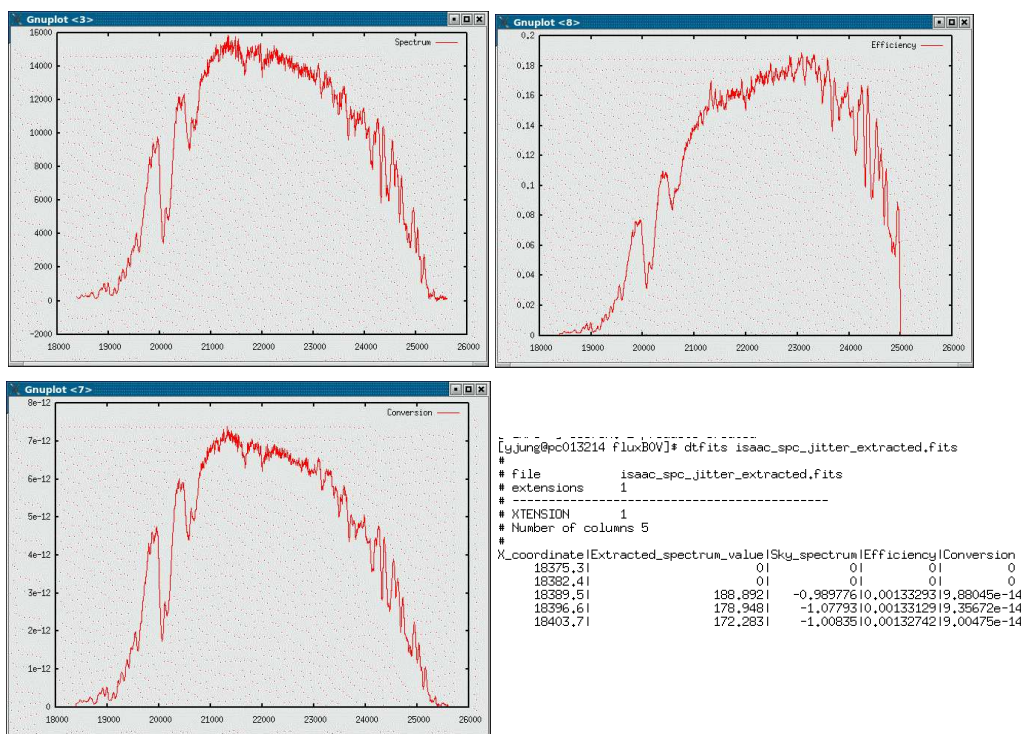 Gnuplot <3>
16000
14000
12000
10000
8000
6000
4000
2000
0
-2000
Spectrum
18000 19000 20000 21000 22000 23000 24000 25000 26000
Gnuplot <8>
0.2
0.18
0.16
0.14
0.12
0.1
0.08
0.06
0.04
0.02
0
Efficiency
18000 19000 20000 21000 22000 23000 24000 25000 26000
Gnuplot <7>
8e-12
7e-12
6e-12
5e-12
4e-12
3e-12
2e-12
1e-12
0
Conversion
18000 19000 20000 21000 22000 23000 24000 25000 26000
[yjung@pc013214 fluxBOV]$ dtfits isaac_spc_jitter_extracted.fits
#
# file isaac_spc_jitter_extracted.fits
# extensions 1
# --------------------------------------------
# XTENSION 1
# Number of columns 5
#
X_coordinate|Extracted_spectrum_value|Sky_spectrum|Efficiency|Conversion
18375.3| 0| 0| 0| 0
18382.4| 0| 0| 0| 0
18389.5| 188.892| -0.989776|0.00133293|9.88045e-14
18396.6| 178.948| -1.07793|0.00133129|9.35672e-14
18403.7| 172.283| -1.00835|0.00132742|9.00475e-14